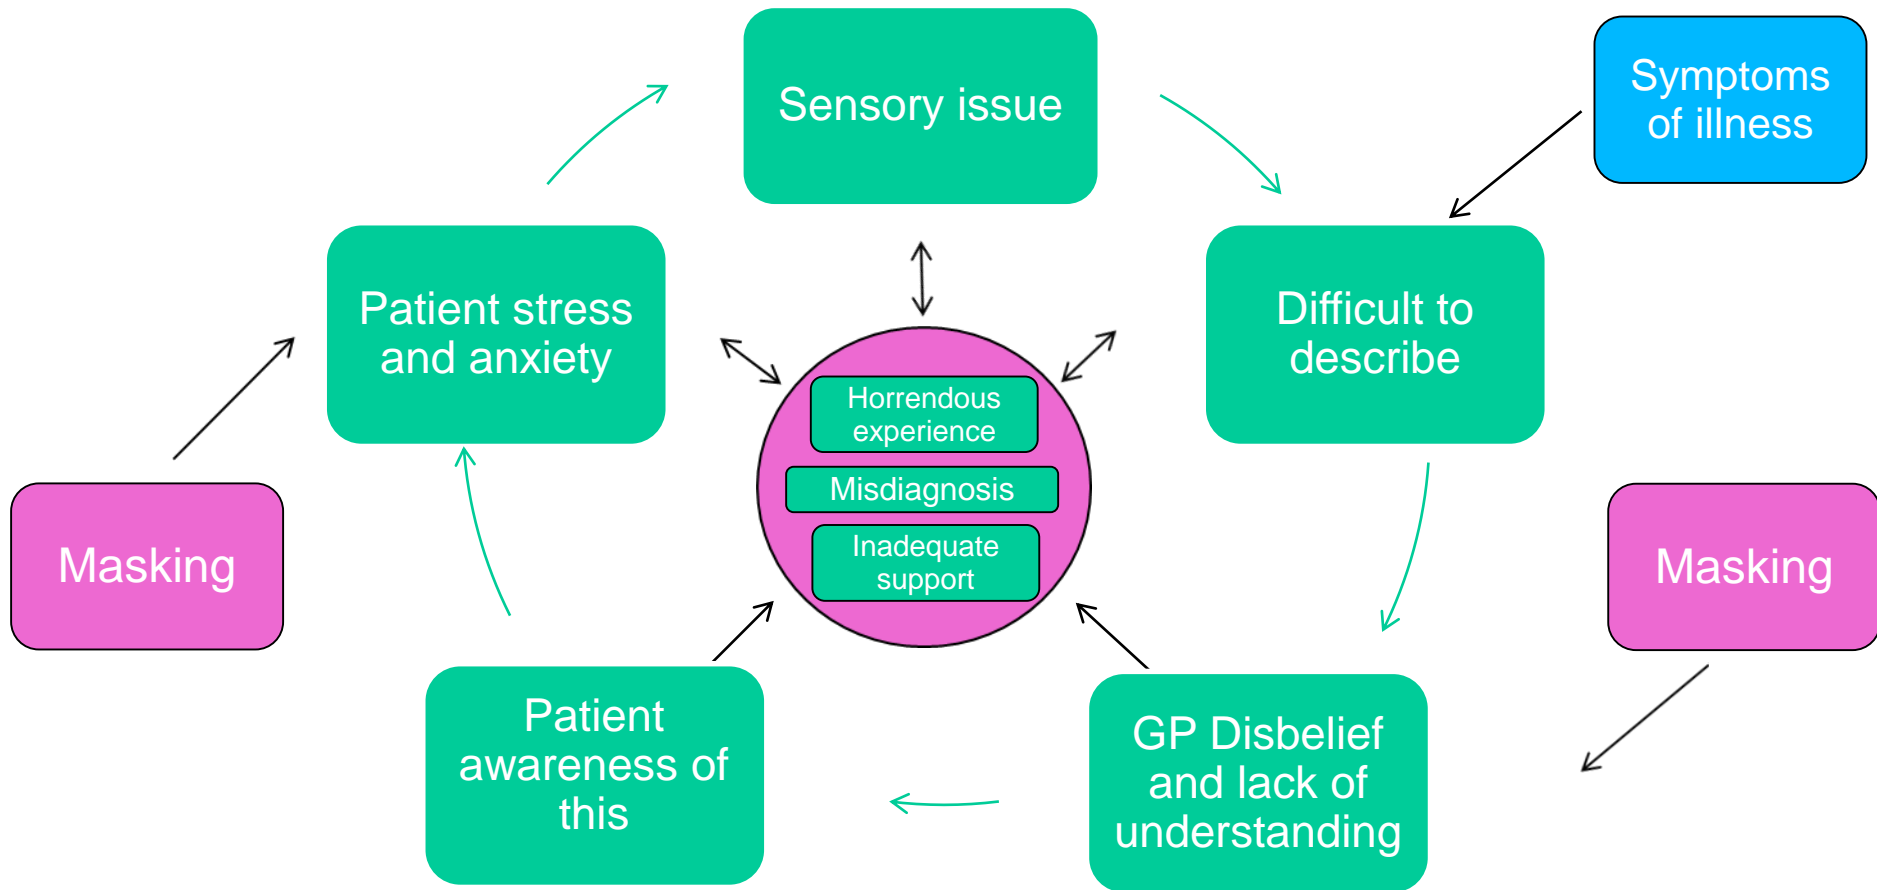 Sensory issue
Symptoms
of illness
Patient stress
and anxiety
Difficult to
describe
Horrendous
experience
Misdiagnosis
Inadequate
support
Masking
Masking
Patient
awareness of
this
GP Disbelief
and lack of
understanding